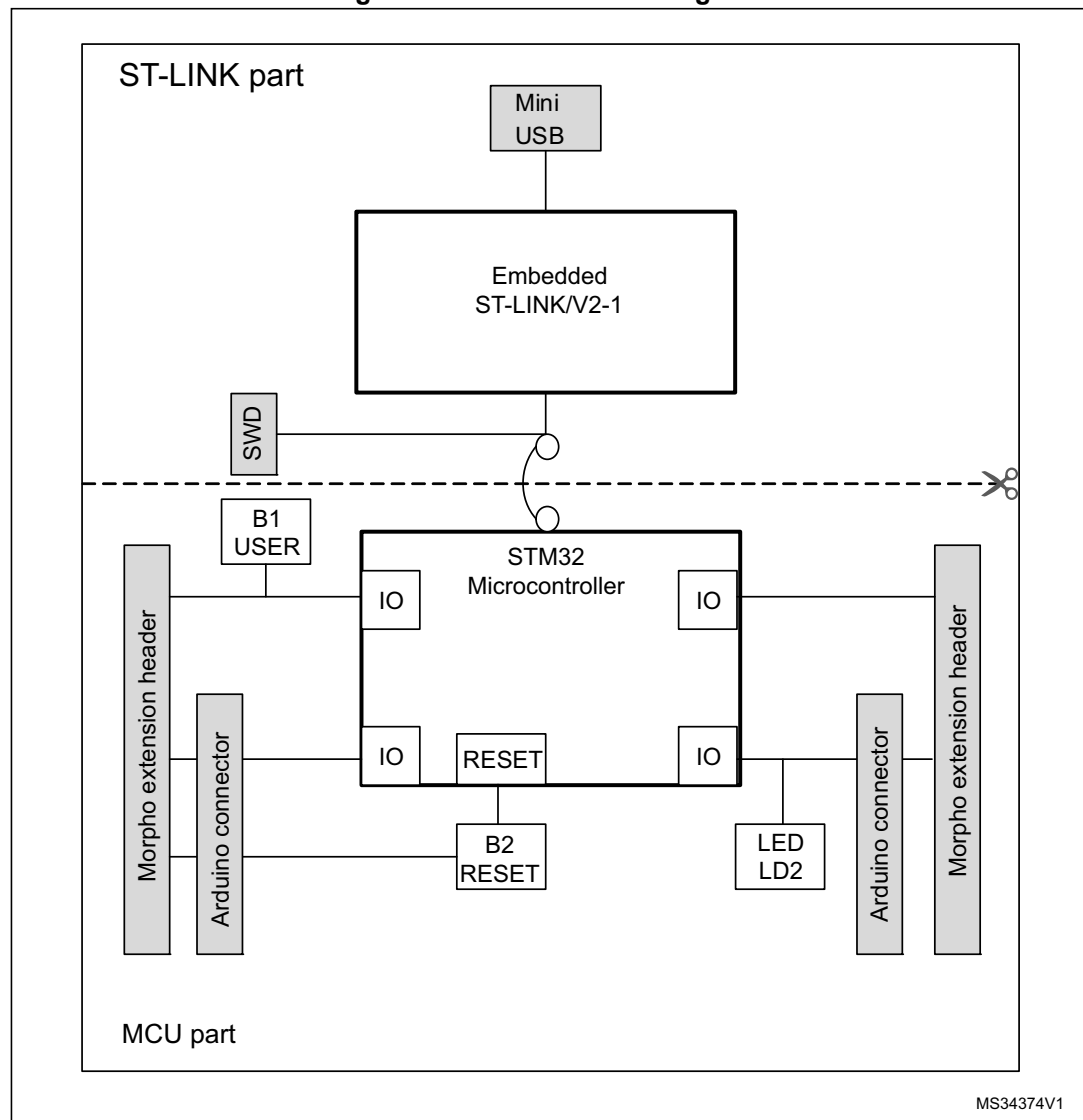 ST-LINK part
Mini
USB
Embedded
ST-LINK/V2-1
SWD
B1
USER
STM32
Microcontroller
IO
IO
Morpho extension header
Morpho extension header
Arduino connector
Arduino connector
IO
RESET
IO
B2
RESET
LED
LD2
MCU part
MS34374V1